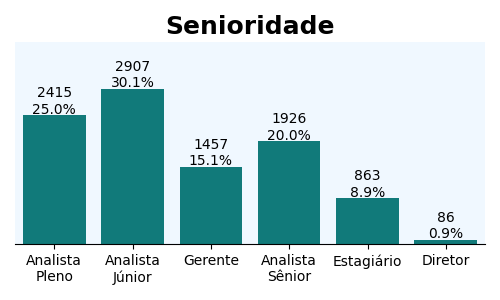 Senioridade
2415
25.0%
2907
30.1%
1457
15.1%
1926
20.0%
863
8.9%
86
0.9%
Analista
Pleno
Analista
Júnior
Gerente
Analista
Sênior
Estagiário
Diretor